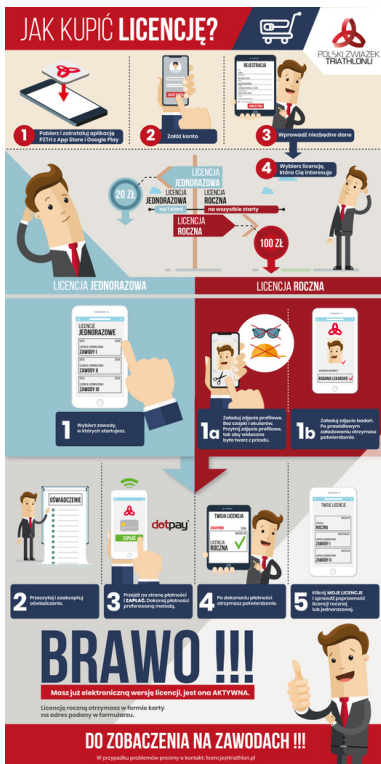 JAK KUPIĆ LICENCJĘ?
POLSKI ZWIĄZEK
TRIATHLONU
1
Pobierz i zainstaluj aplikację
PZTri z App Store i Google Play
2
Załóż konto
REJESTRACJA
3
Wprowadź niezbędne dane
4
Wybierz licencję,
która Cię interesuje
20 ZŁ
LICENCJA
JEDNORAZOWA
LICENCJA
JEDNORAZOWA
na 1 start
LICENCJA
ROCZNA
na wszystkie starty
LICENCJA
ROCZNA
100 ZŁ
LICENCJA JEDNORAZOWA
LICENCJA ROCZNA
LICENCJE
JEDNORAZOWE
ZAWODY I
ZAWODY II
ZAWODY III
1
Wybierz zawody,
w których startujesz.
1a
Załaduj zdjęcie profilowe.
Bez czapki i okularów.
Przytnij zdjęcie profilowe,
tak aby widoczna
była twarz z przodu.
BADANIA LEKARSKIE
1b
Załaduj zdjęcie badań.
Po prawidłowym
załadowaniu otrzymasz
potwierdzenie.
OŚWIADCZENIE
2
Przeczytaj i zaakceptuj
oświadczenie.
ZAPŁAĆ
dotpay
3
Przejdź na stronę płatności
i ZAPŁAĆ. Dokonaj płatności
preferowaną metodą.
TWOJA LICENCJA
LICENCJA
ROCZNA
4
Po dokonaniu płatności
otrzymasz potwierdzenie.
TWOJE LICENCJE
ROCZNA
ZAWODY I
ZAWODY II
5
Kliknij MOJE LICENCJE
i sprawdź poprawność
licencji rocznej
lub jednorazowej.
BRAWO !!!
Masz już elektroniczną wersję licencji, jest ona AKTYWNA.
Licencję roczną otrzymasz w formie karty
na adres podany w formularzu.
DO ZOBACZENIA NA ZAWODACH !!!
W przypadku problemów prosimy o kontakt: licencje@triathlon.pl